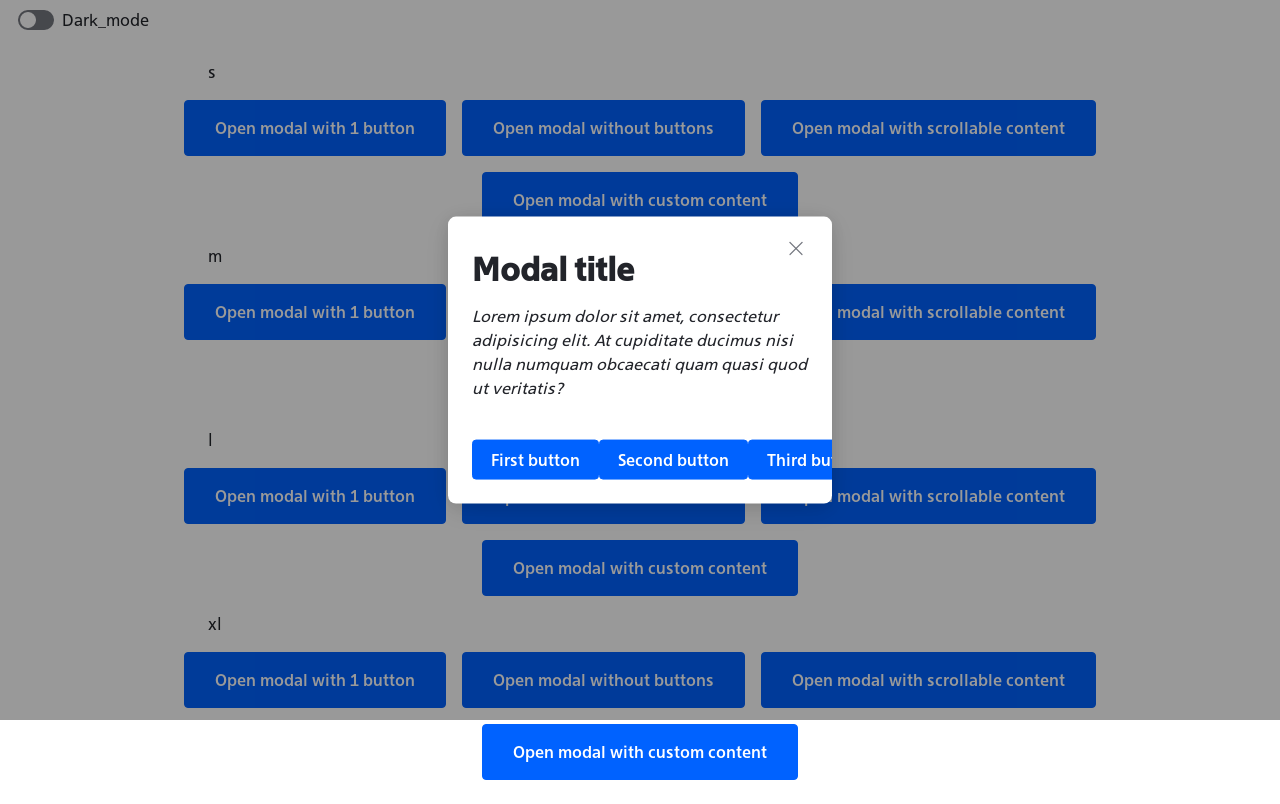 Dark_mode
s
Open modal with 1 button
Open modal without buttons
Open modal with scrollable content
Open modal with custom content
Modal title
Lorem ipsum dolor sit amet, consectetur
adipisicing elit. At cupiditate ducimus nisi
nulla numquam obcaecati quam quasi quod
ut veritatis?
First button
Second button
Third bu
m
Open modal with 1 button
modal with scrollable content
l
Open modal with 1 button
modal with scrollable content
Open modal with custom content
xl
Open modal with 1 button
Open modal without buttons
Open modal with scrollable content
Open modal with custom content